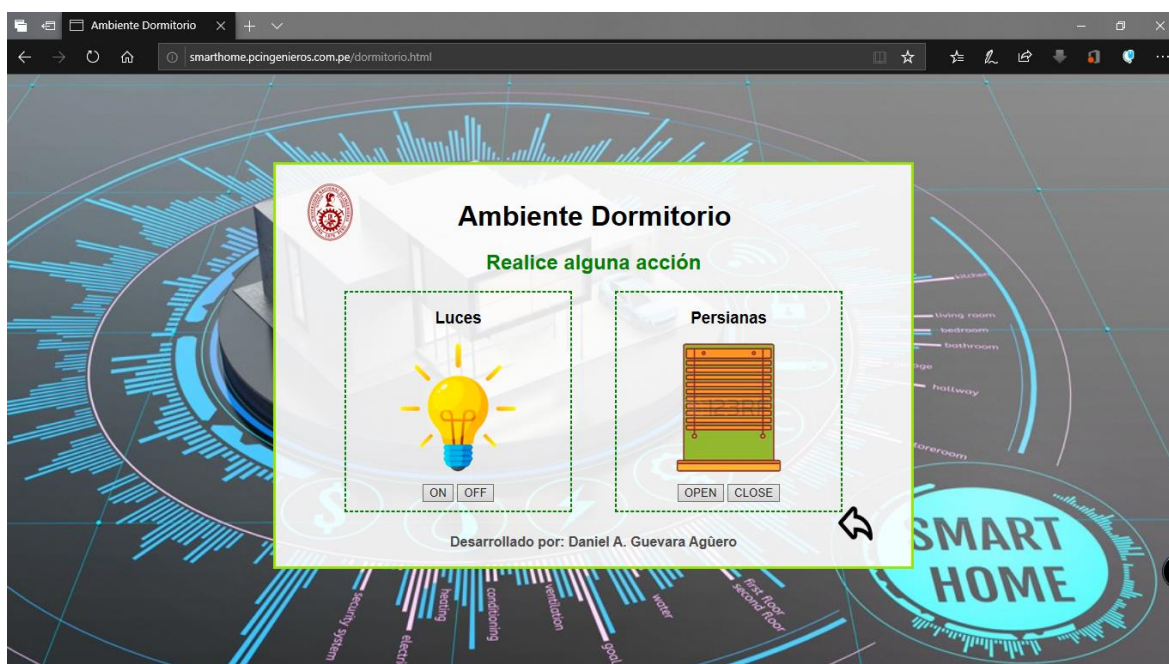 Ambiente Dormitorio
smarthome.pcingenieros.com.pe/dormitorio.html
Ambiente Dormitorio
Realice alguna acción
Luces
Persianas
123RF
ON OFF
OPEN CLOSE
Desarrollado por: Daniel A. Guevara Agüero
kitchen
living room
bedroom
bathroom
hallway
SMART
HOME
security system
heating
conditioning
ventilation
water
first floor
second floor